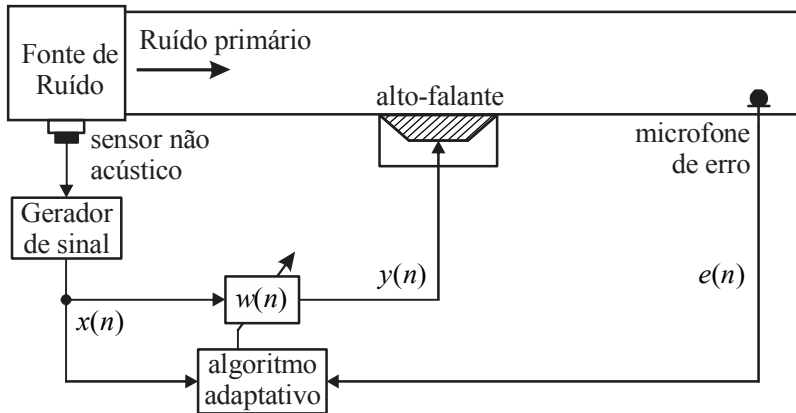 Fonte de
Ruído
Ruído primário
alto-falante
sensor não
acústico
microfone
de erro
Gerador
de sinal
x(n)
w(n)
y(n)
e(n)
algoritmo
adaptativo